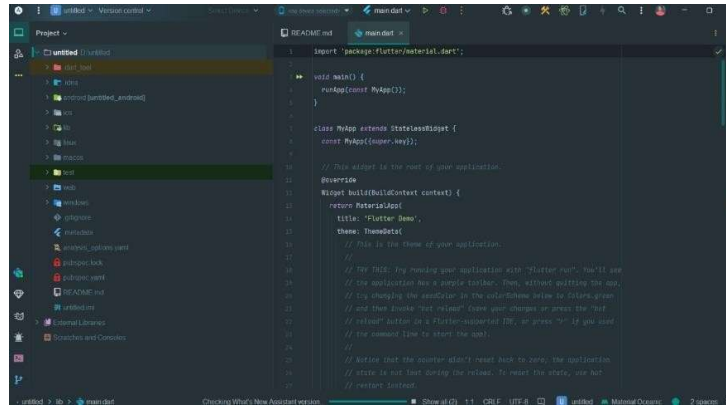 untitled Version control
main.dart
Project
README.md main.dart
untitled
android [untitled_android]
ios
lib
linux
macos
test
web
windows
.gitignore
.metadata
analysis_options.yaml
pubspec.lock
pubspec.yaml
README.md
untitled.iml
External Libraries
Scratches and Consoles
1 import 'package:flutter/material.dart';
void main() {
runApp(const MyApp());
}
class MyApp extends StatelessWidget {
const MyApp({super.key});
// This widget is the root of your application.
@override
Widget build(BuildContext context) {
return MaterialApp(
title: 'Flutter Demo',
theme: ThemeData(
// This is the theme of your application.
//
// TRY THIS: Try running your application with "flutter run". You'll see
// the application has a purple toolbar. Then, without quitting the app,
// try changing the seedColor in the colorScheme below to Colors.green
// and then invoke "hot reload" (save your changes or press the "hot
// reload" button in a Flutter-supported IDE, or press "r" if you used
// the command line to start the app).
//
// Notice that the counter didn't reset back to zero; the application
// state is not lost during the reload. To reset the state, use hot
// restart instead.
untitled > lib > main.dart Checking What's New Assistant version Show all (2) 1:1 CRLF UTF-8 untitled Material Oceanic 2 spaces